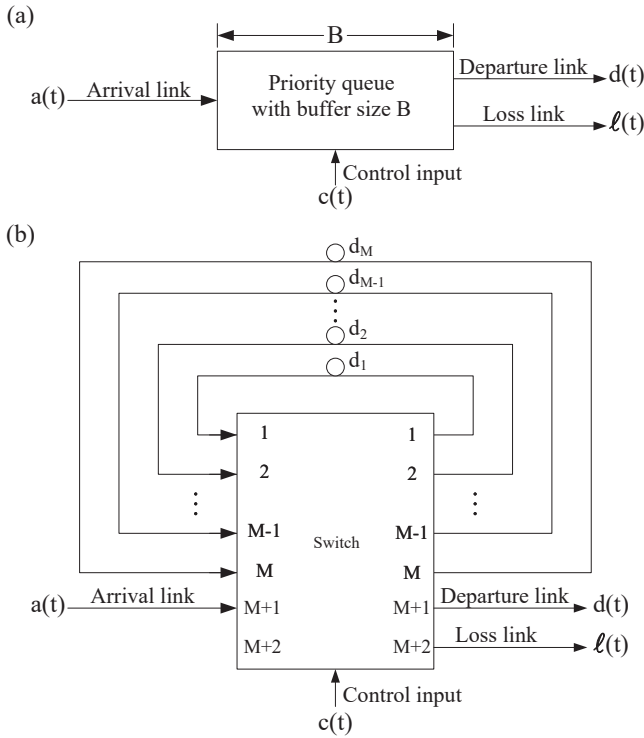 (a)
B
a(t)
Arrival link
Priority queue
with buffer size B
Departure link
d(t)
Loss link
ℓ(t)
Control input
c(t)
(b)
d_M
d_{M-1}
d_2
d_1
1
1
2
2
M-1
Switch
M-1
M
M
a(t)
Arrival link
M+1
M+1
Departure link
d(t)
M+2
M+2
Loss link
ℓ(t)
Control input
c(t)